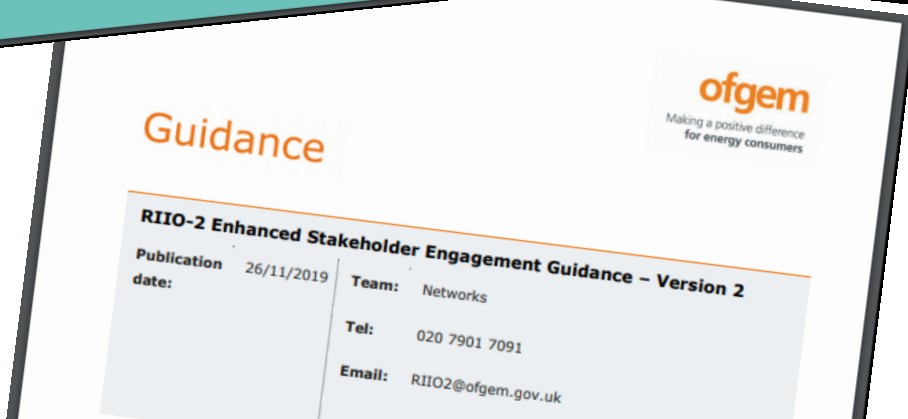 ofgem
Making a positive difference
for energy consumers
Guidance
RIIO-2 Enhanced Stakeholder Engagement Guidance – Version 2
Publication date: 26/11/2019
Team: Networks
Tel: 020 7901 7091
Email: RIIO2@ofgem.gov.uk